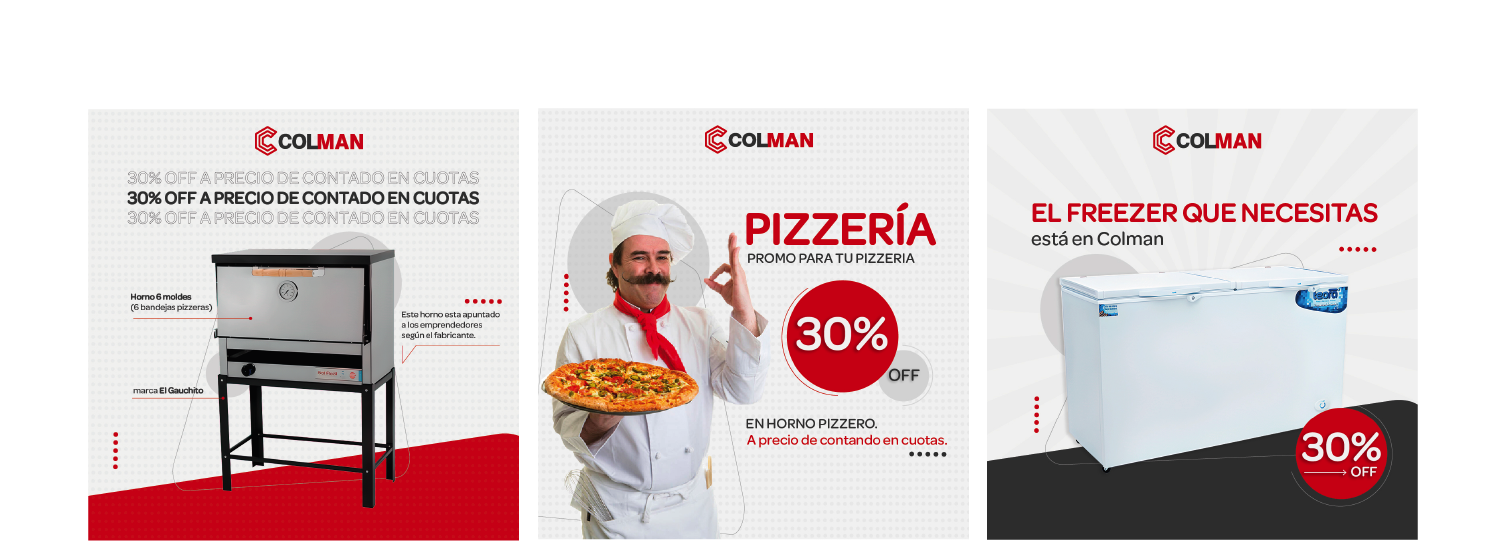 COLMAN
30% OFF A PRECIO DE CONTADO EN CUOTAS
30% OFF A PRECIO DE CONTADO EN CUOTAS
30% OFF A PRECIO DE CONTADO EN CUOTAS
Horno 6 moldes
(6 bandejas pizzeras)
Este horno esta apuntado
a los emprendedores
según el fabricante.
marca El Gauchito
COLMAN
PIZZERÍA
PROMO PARA TU PIZZERIA
30%
OFF
EN HORNO PIZZERO.
A precio de contando en cuotas.
COLMAN
EL FREEZER QUE NECESITAS
está en Colman
30%
OFF